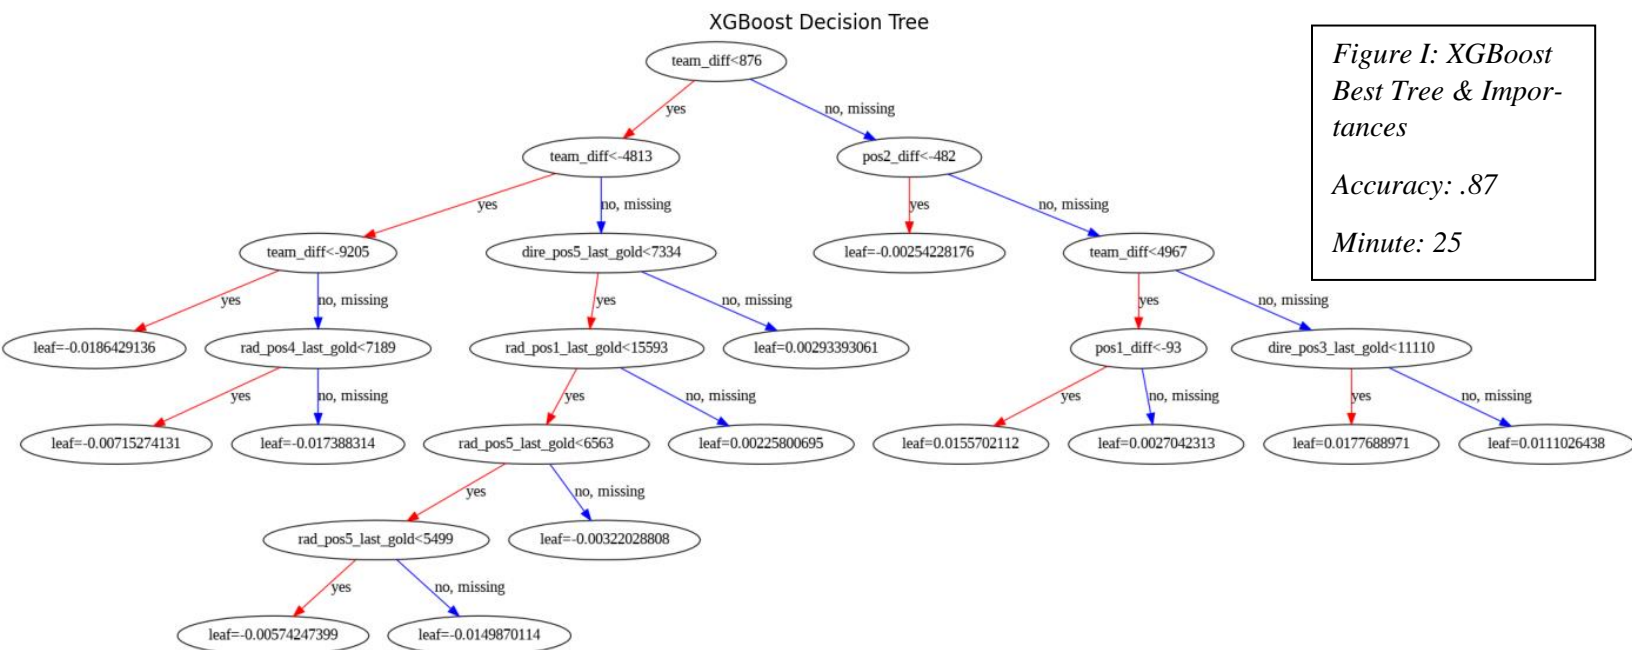 XGBoost Decision Tree
Figure I: XGBoost
Best Tree & Impor-
tances
Accuracy: .87
Minute: 25
team_diff<876
yes
no, missing
team_diff<-4813
pos2_diff<-482
yes
no, missing
yes
no, missing
team_diff<-9205
dire_pos5_last_gold<7334
leaf=-0.00254228176
team_diff<4967
yes
no, missing
yes
no, missing
yes
no, missing
leaf=-0.0186429136
rad_pos4_last_gold<7189
rad_pos1_last_gold<15593
leaf=0.00293393061
pos1_diff<-93
dire_pos3_last_gold<11110
yes
no, missing
yes
no, missing
yes
no, missing
yes
no, missing
leaf=-0.00715274131
leaf=-0.017388314
rad_pos5_last_gold<6563
leaf=0.00225800695
leaf=0.0155702112
leaf=0.0027042313
leaf=0.0177688971
leaf=0.0111026438
yes
no, missing
rad_pos5_last_gold<5499
leaf=-0.00322028808
yes
no, missing
leaf=-0.00574247399
leaf=-0.0149870114